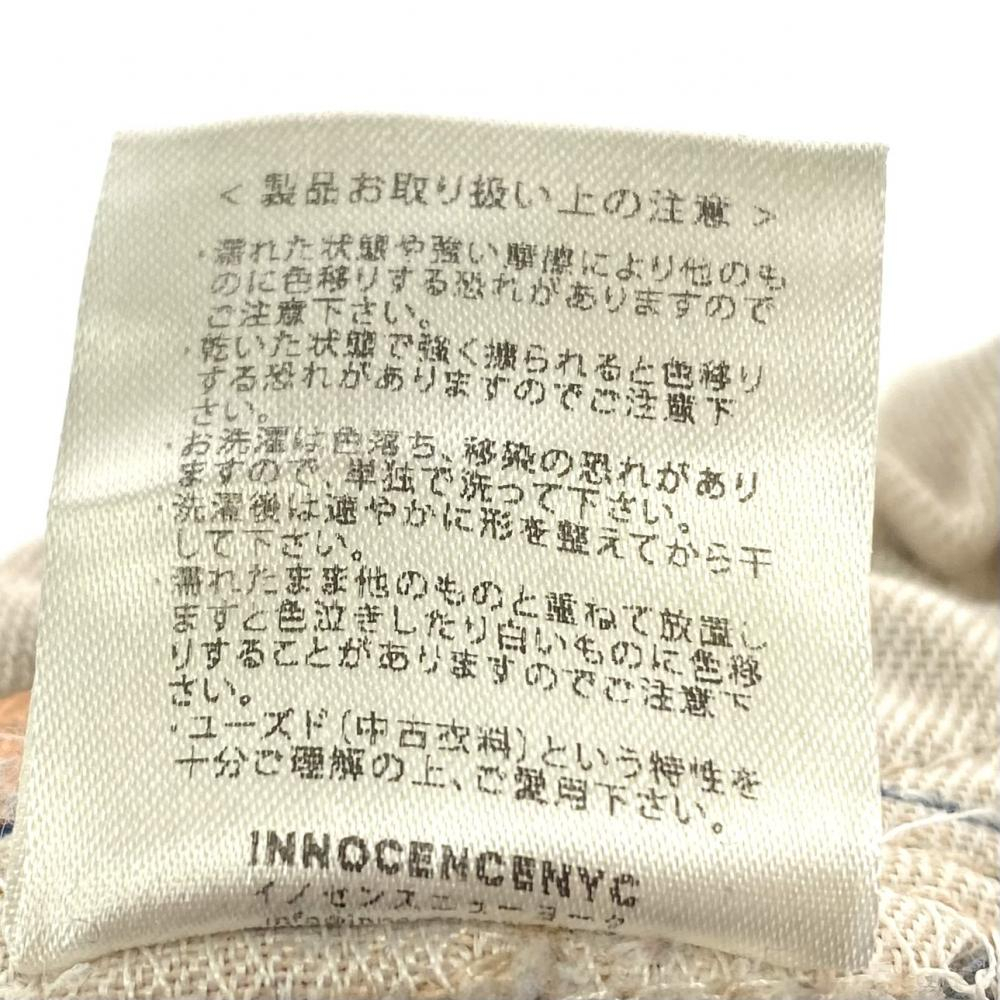 < 製品お取り扱い上の注意 >
・濡れた状態や強い摩擦により他のも
のに色移りする恐れがありますので
ご注意下さい。
・乾いた状態で強く擦られると色移り
する恐れがありますのでご注意下
さい。
・お洗濯は色落ち、移染の恐れがあり
ますので、単独で洗って下さい。
・洗濯後は速やかに形を整えてから干
して下さい。
・濡れたまま他のものと重ねて放置し
ますと色泣きしたり白いものに色移
りすることがありますのでご注意下
さい。
・ユーズド(中古衣料)という特性を
十分ご理解の上、ご愛用下さい。
INNOCENCENYC
イノセンスニューヨーク